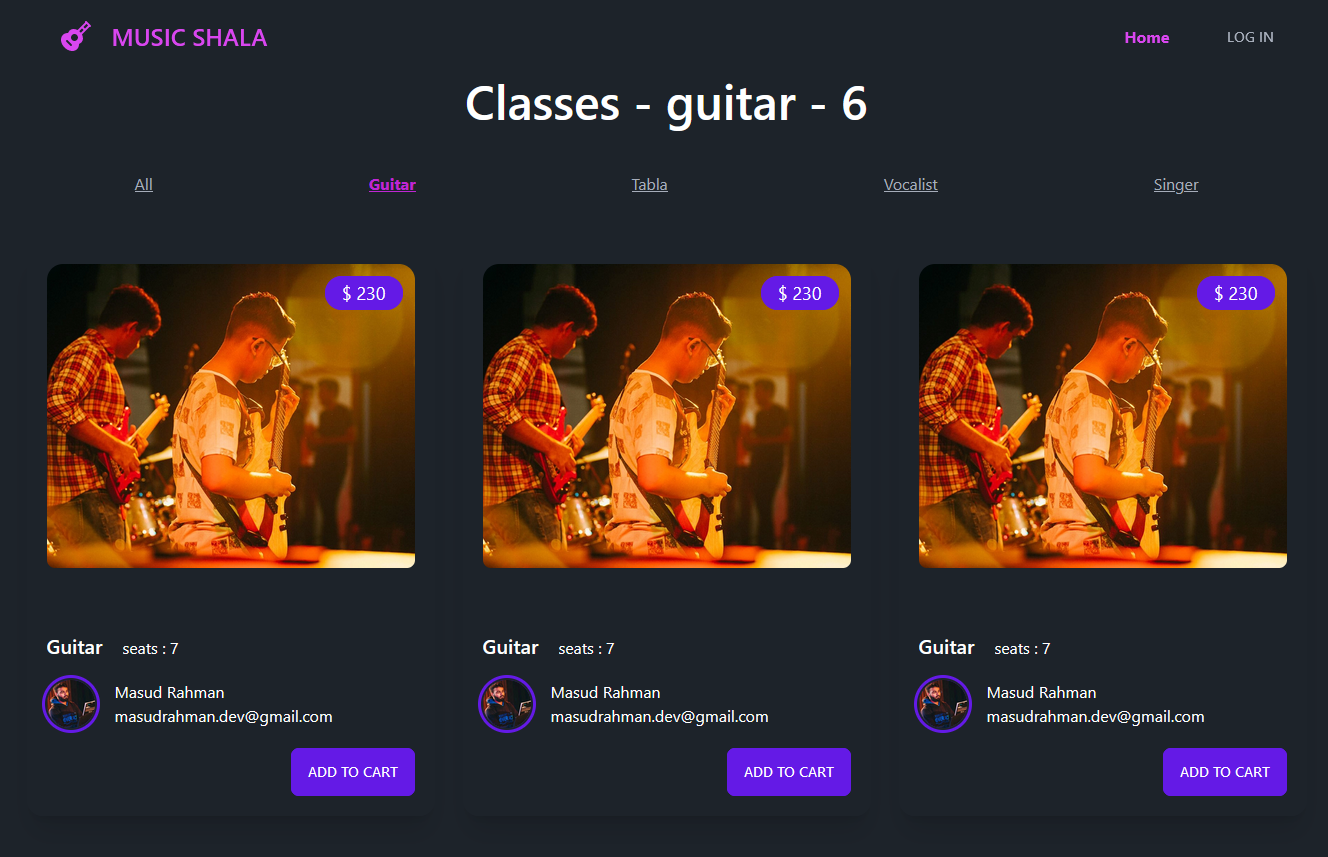 MUSIC SHALA
Home
LOG IN
Classes - guitar - 6
All
Guitar
Tabla
Vocalist
Singer
$ 230
$ 230
$ 230
Guitar seats : 7
Masud Rahman
masudrahman.dev@gmail.com
ADD TO CART
Guitar seats : 7
Masud Rahman
masudrahman.dev@gmail.com
ADD TO CART
Guitar seats : 7
Masud Rahman
masudrahman.dev@gmail.com
ADD TO CART